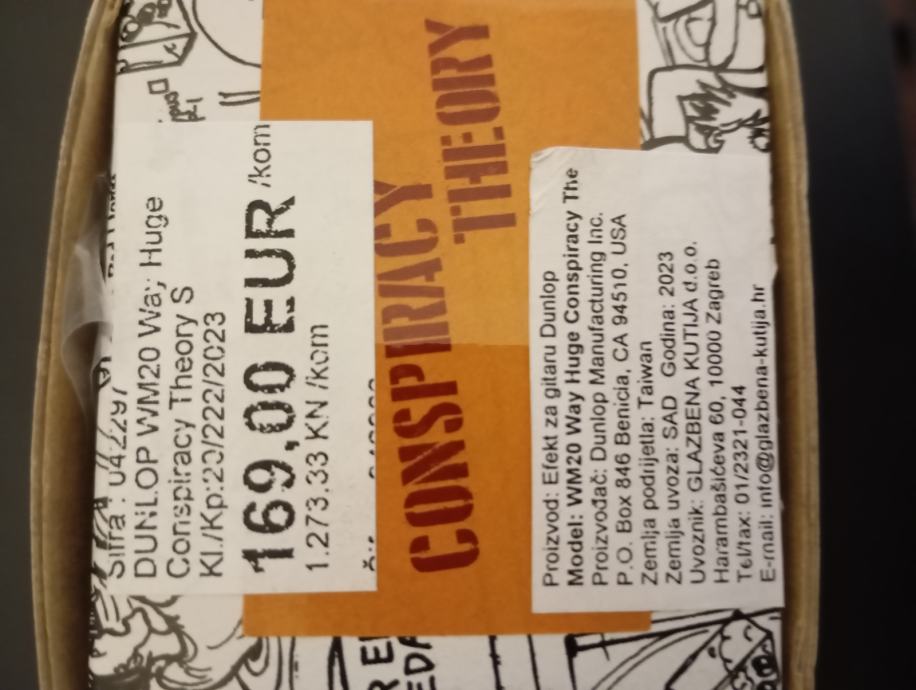 Šifra : 042297
DUNLOP WM20 Way Huge
Conspiracy Theory S
Kl./Kp:20/222/2023
169,00 EUR /kom
1.273.33 KN /kom
CONSPIRACY
THEORY
Proizvod: Efekt za gitaru Dunlop
Model: WM20 Way Huge Conspiracy The
Proizvođač: Dunlop Manufacturing Inc.
P.O. Box 846 Benicia, CA 94510, USA
Zemlja podrijetla: Taiwan
Zemlja uvoza: SAD Godina: 2023
Uvoznik: GLAZBENA KUTIJA d.o.o.
Harambašićeva 60, 10000 Zagreb
Tel/fax: 01/2321-044
E-mail: info@glazbena-kutija.hr